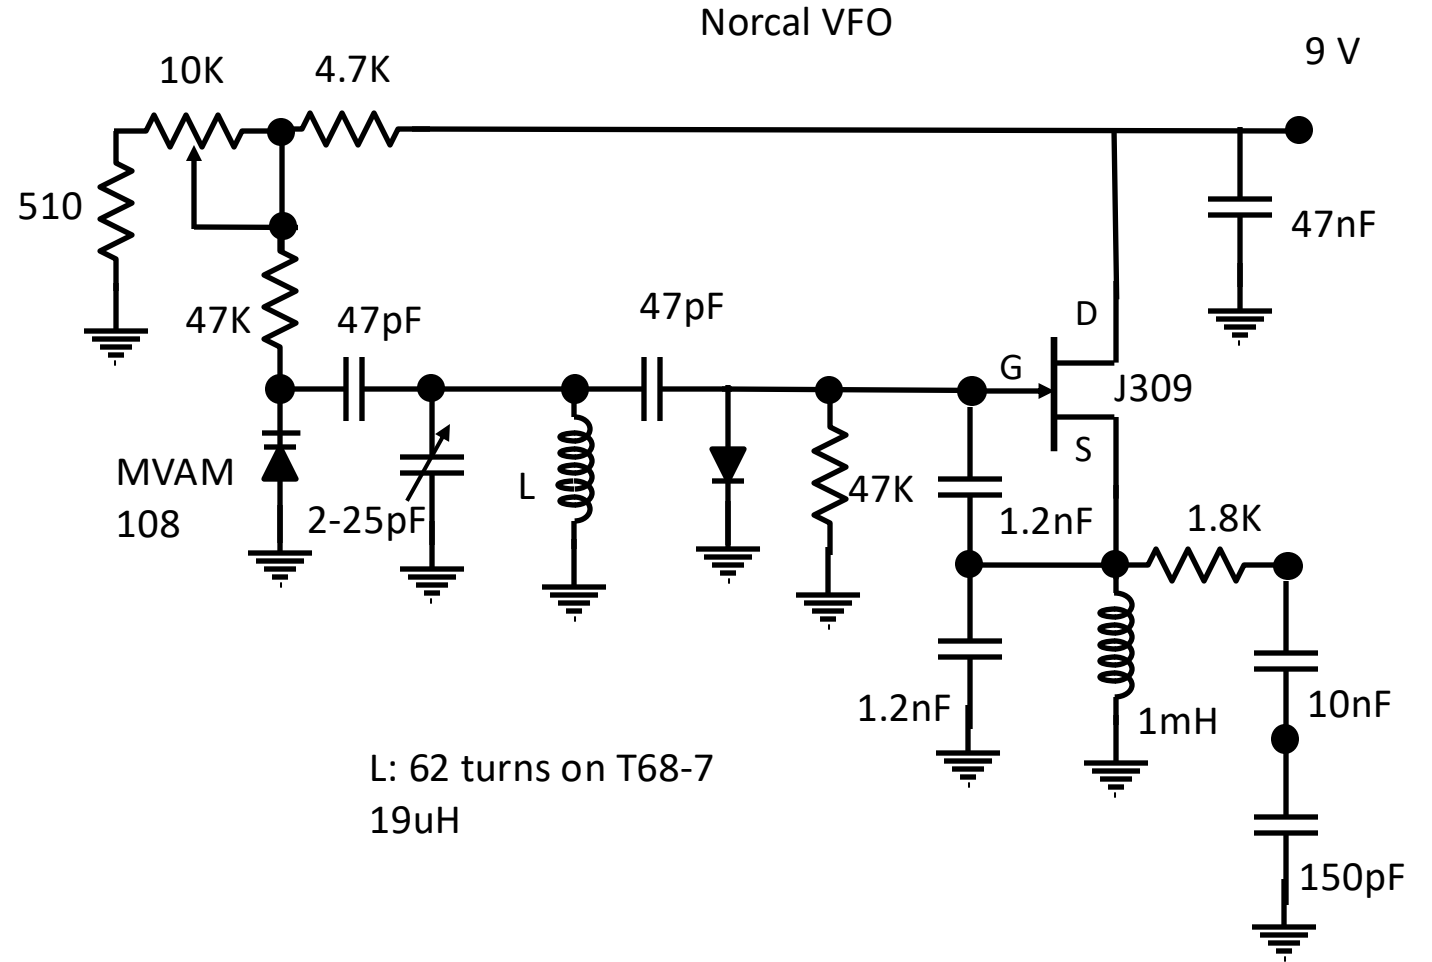 Norcal VFO
9 V
10K
4.7K
510
47nF
47K
47pF
47pF
D
G
J309
S
MVAM
108
2-25pF
L
47K
1.2nF
1.8K
1.2nF
1mH
10nF
L: 62 turns on T68-7
19uH
150pF